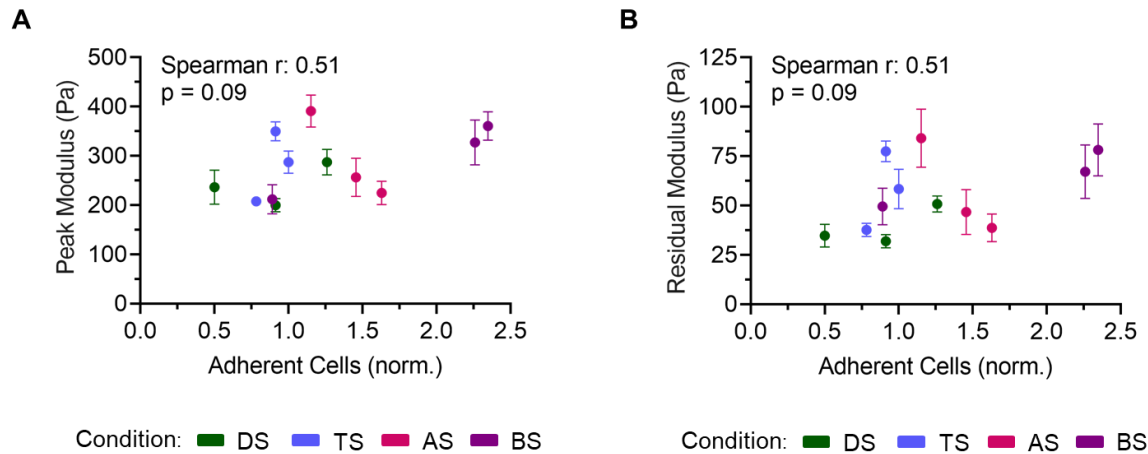 A
Spearman r: 0.51
p = 0.09
Peak Modulus (Pa)
500
400
300
200
100
0
0.0 0.5 1.0 1.5 2.0 2.5
Adherent Cells (norm.)
Condition: DS TS AS BS
B
Spearman r: 0.51
p = 0.09
Residual Modulus (Pa)
125
100
75
50
25
0
0.0 0.5 1.0 1.5 2.0 2.5
Adherent Cells (norm.)
Condition: DS TS AS BS